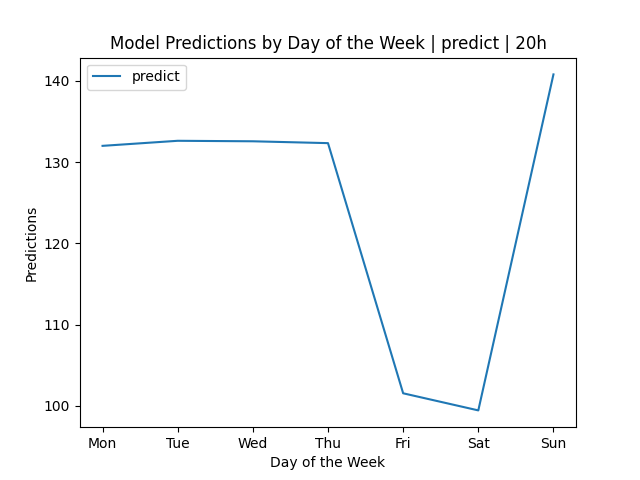 Model Predictions by Day of the Week | predict | 20h
predict
140
130
120
110
100
Predictions
Mon Tue Wed Thu Fri Sat Sun
Day of the Week